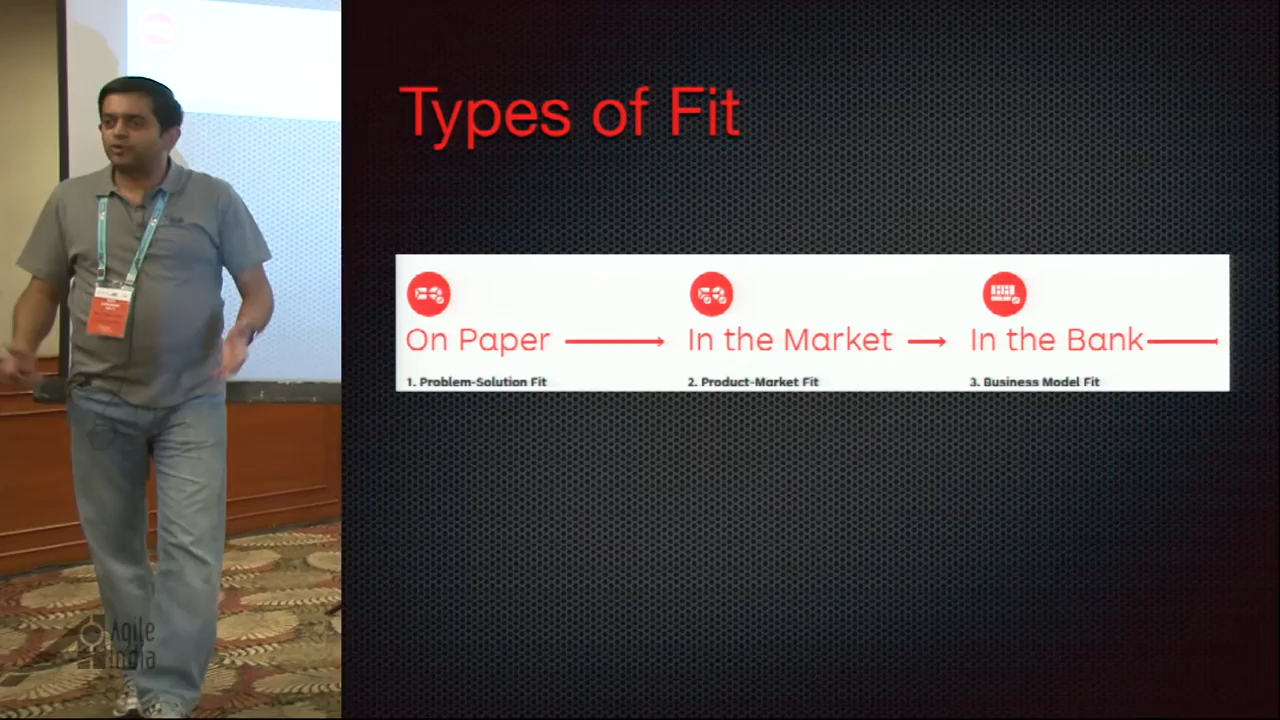 Types of Fit
On Paper
In the Market
In the Bank
1. Problem-Solution Fit
2. Product-Market Fit
3. Business Model Fit
Agile
India